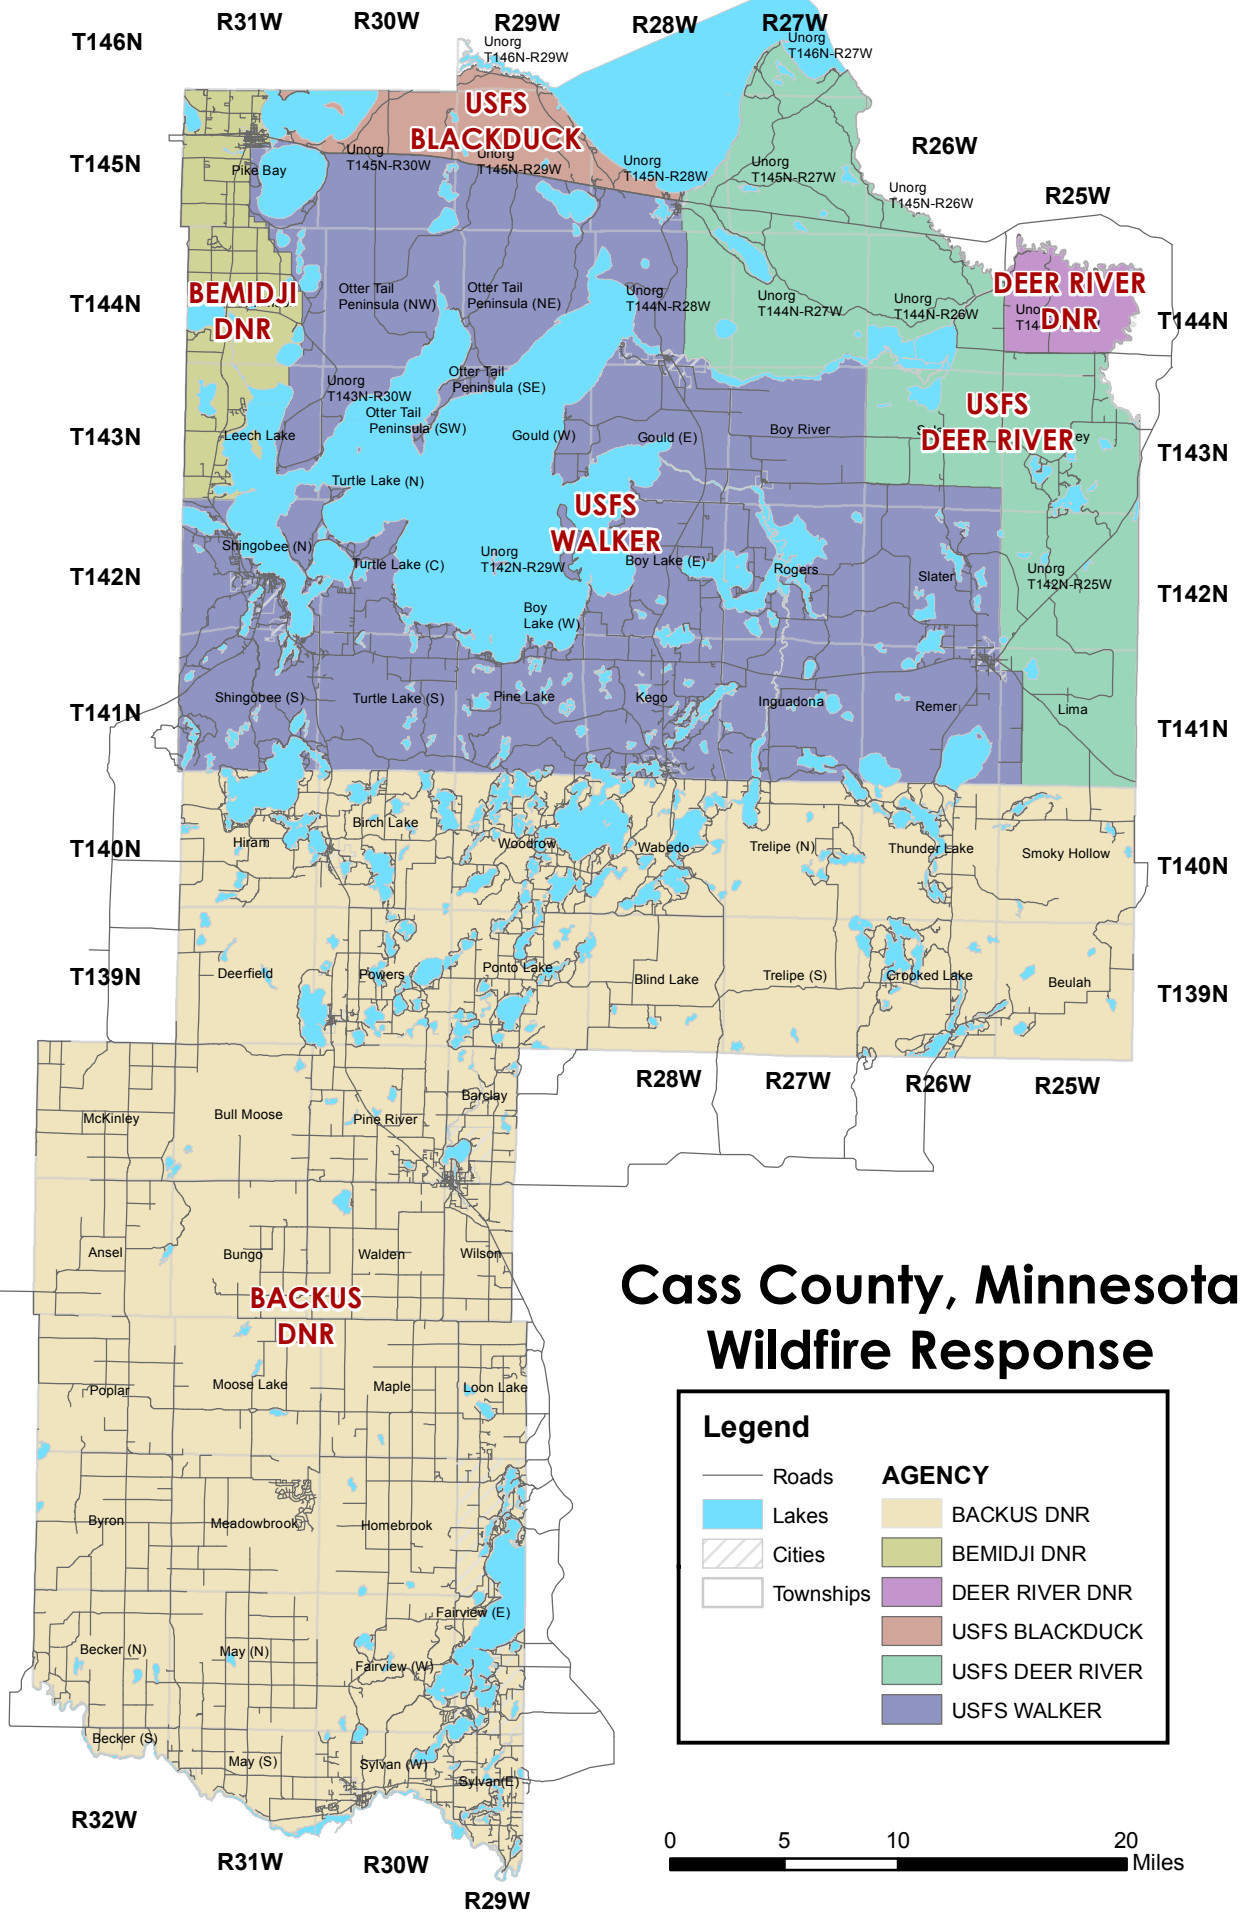 R31W
R30W
R29W
R28W
R27W
T146N
Unorg
T146N-R29W
Unorg
T146N-R27W
USFS
BLACKDUCK
T145N
R26W
Pike Bay
Unorg
T145N-R30W
Unorg
T145N-R29W
Unorg
T145N-R28W
Unorg
T145N-R27W
Unorg
T145N-R26W
R25W
BEMIDJI
DNR
T144N
Otter Tail
Peninsula (NW)
Otter Tail
Peninsula (NE)
Unorg
T144N-R28W
Unorg
T144N-R27W
Unorg
T144N-R26W
DEER RIVER
DNR
T144N
Unorg
T143N-R30W
Otter Tail
Peninsula (SE)
Otter Tail
Peninsula (SW)
T143N
Leech Lake
Gould (W)
Gould (E)
Boy River
USFS
DEER RIVER
T143N
Turtle Lake (N)
USFS
WALKER
T142N
Shingobee (N)
Turtle Lake (C)
Unorg
T142N-R29W
Boy Lake (E)
Rogers
Slater
Unorg
T142N-R25W
T142N
Boy
Lake (W)
T141N
Shingobee (S)
Turtle Lake (S)
Pine Lake
Kego
Inguadona
Remer
Lima
T141N
T140N
Hiram
Birch Lake
Woodrow
Wabedo
Trelipe (N)
Thunder Lake
Smoky Hollow
T140N
T139N
Deerfield
Powers
Ponto Lake
Blind Lake
Trelipe (S)
Crooked Lake
Beulah
T139N
R28W
R27W
R26W
R25W
McKinley
Bull Moose
Pine River
Barclay
Ansel
Bungo
Walden
Wilson
BACKUS
DNR
Poplar
Moose Lake
Maple
Loon Lake
Byron
Meadowbrook
Homebrook
Fairview (E)
Becker (N)
May (N)
Fairview (W)
Becker (S)
May (S)
Sylvan (W)
Sylvan(E)
R32W
R31W
R30W
R29W
Cass County, Minnesota
Wildfire Response
Legend
Roads
Lakes
Cities
Townships
AGENCY
BACKUS DNR
BEMIDJI DNR
DEER RIVER DNR
USFS BLACKDUCK
USFS DEER RIVER
USFS WALKER
0 5 10 20
Miles